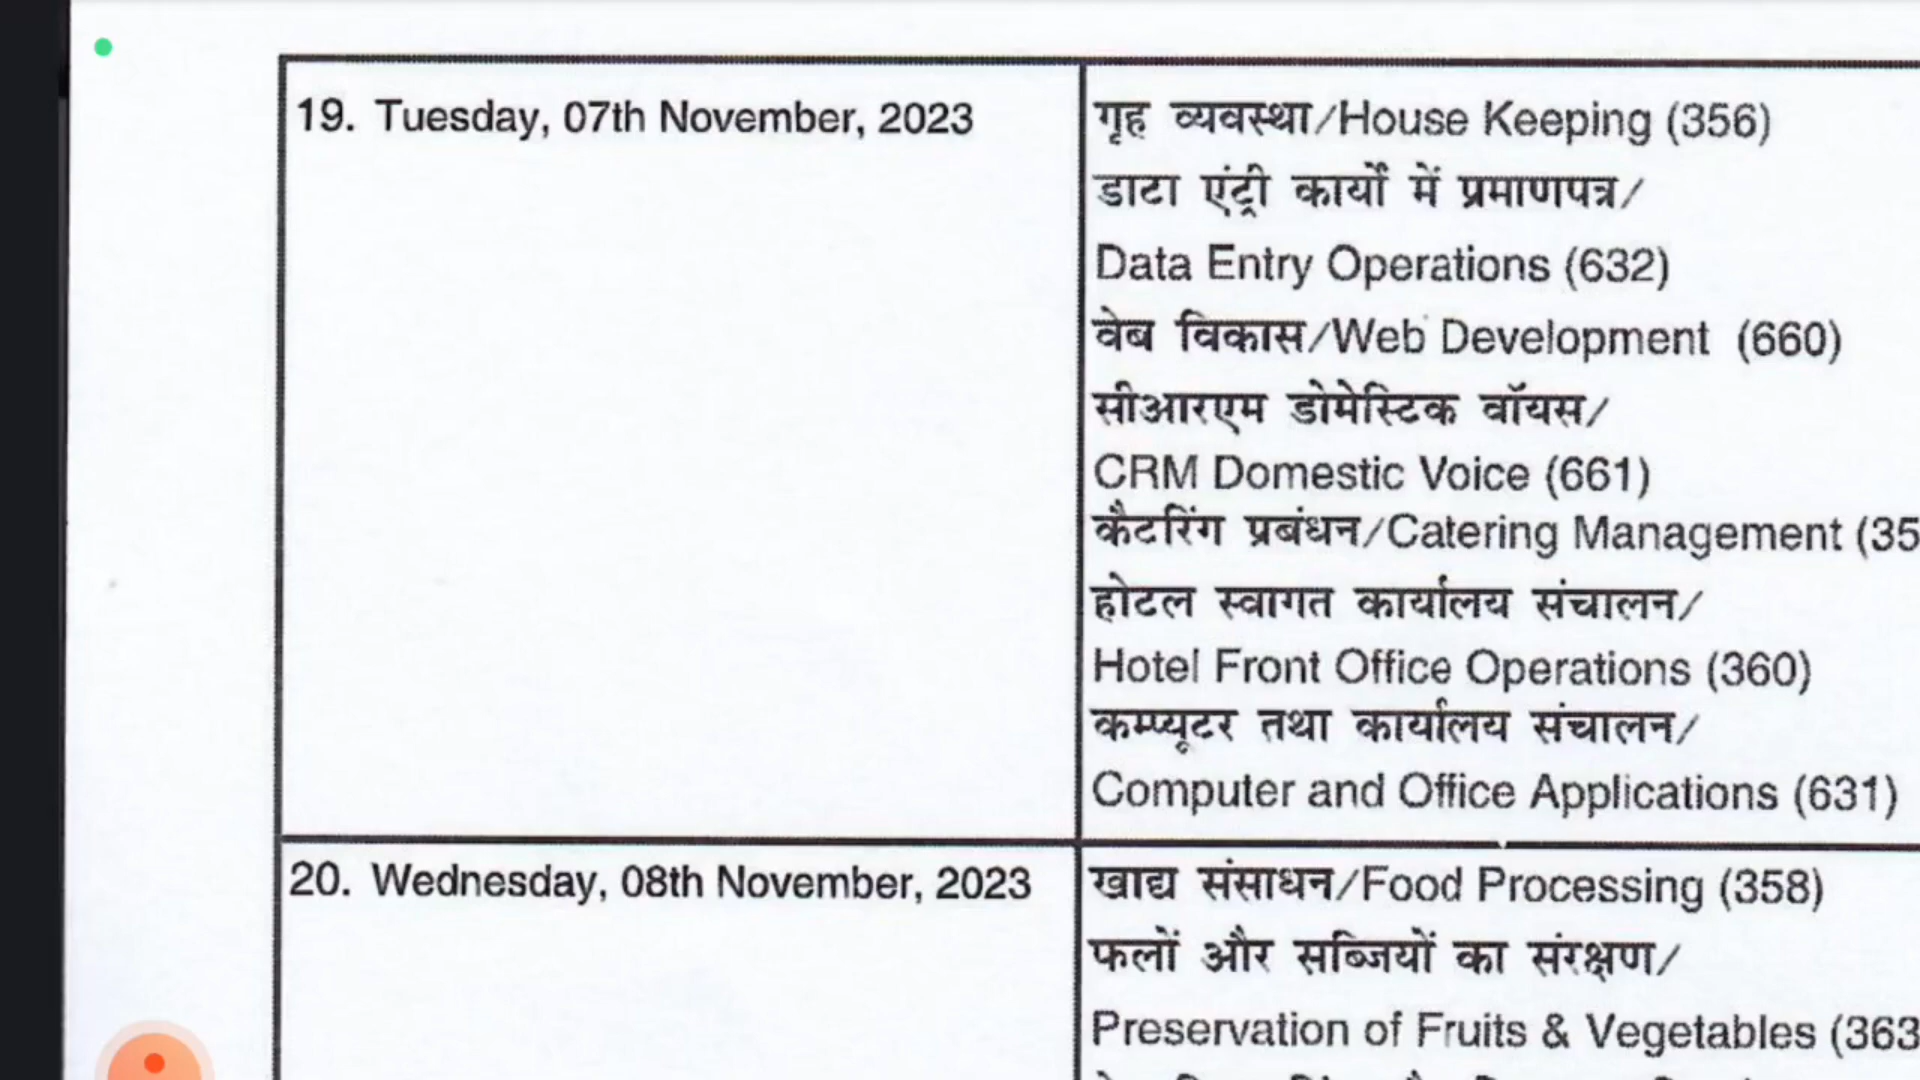 19. Tuesday, 07th November, 2023
गृह व्यवस्था/House Keeping (356)
डाटा एंट्री कार्यों में प्रमाणपत्र/
Data Entry Operations (632)
वेब विकास/Web Development (660)
सीआरएम डोमेस्टिक वॉयस/
CRM Domestic Voice (661)
कैटरिंग प्रबंधन/Catering Management (35
होटल स्वागत कार्यालय संचालन/
Hotel Front Office Operations (360)
कम्प्यूटर तथा कार्यालय संचालन/
Computer and Office Applications (631)
20. Wednesday, 08th November, 2023
खाद्य संसाधन/Food Processing (358)
फलों और सब्जियों का संरक्षण/
Preservation of Fruits & Vegetables (363